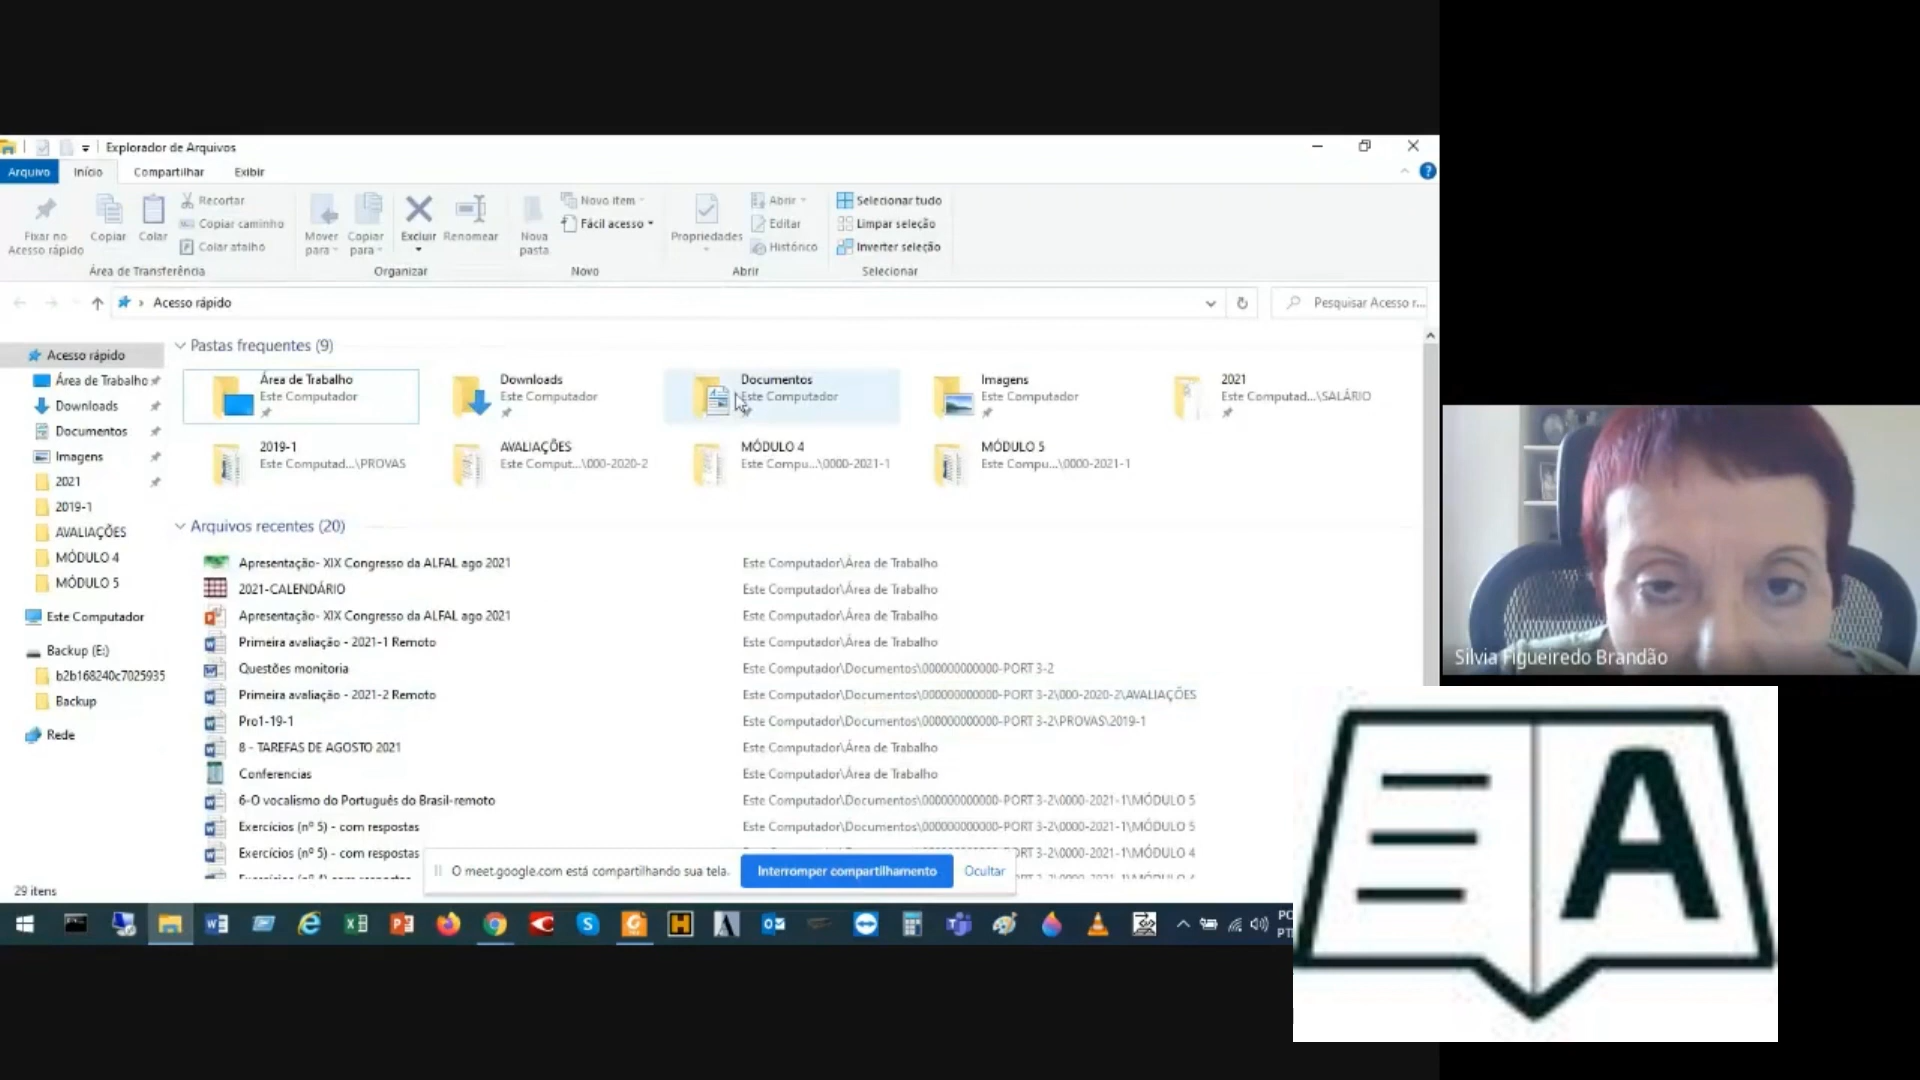 Explorador de Arquivos
Arquivo Início Compartilhar Exibir
Fixar no Acesso rápido
Copiar
Colar
Recortar
Copiar caminho
Colar atalho
Área de Transferência
Mover para
Copiar para
Excluir
Renomear
Organizar
Nova pasta
Novo item
Fácil acesso
Novo
Propriedades
Abrir
Editar
Histórico
Abrir
Selecionar tudo
Limpar seleção
Inverter seleção
Selecionar
Acesso rápido
Pesquisar Acesso r...
Acesso rápido
Área de Trabalho
Downloads
Documentos
Imagens
2021
2019-1
AVALIAÇÕES
MÓDULO 4
MÓDULO 5
Este Computador
Backup (E:)
b2b168240c7025935
Backup
Rede
Pastas frequentes (9)
Área de Trabalho
Este Computador
Downloads
Este Computador
Documentos
Este Computador
Imagens
Este Computador
2021
Este Computad...\SALÁRIO
2019-1
Este Computad...\PROVAS
AVALIAÇÕES
Este Comput...\000-2020-2
MÓDULO 4
Este Compu...\0000-2021-1
MÓDULO 5
Este Compu...\0000-2021-1
Arquivos recentes (20)
Apresentação- XIX Congresso da ALFAL ago 2021 Este Computador\Área de Trabalho
2021-CALENDÁRIO Este Computador\Área de Trabalho
Apresentação- XIX Congresso da ALFAL ago 2021 Este Computador\Área de Trabalho
Primeira avaliação - 2021-1 Remoto Este Computador\Área de Trabalho
Questões monitoria Este Computador\Documentos\000000000000-PORT 3-2
Primeira avaliação - 2021-2 Remoto Este Computador\Documentos\000000000000-PORT 3-2\000-2020-2\AVALIAÇÕES
Pro1-19-1 Este Computador\Documentos\000000000000-PORT 3-2\PROVAS\2019-1
8 - TAREFAS DE AGOSTO 2021 Este Computador\Área de Trabalho
Conferencias Este Computador\Área de Trabalho
6-O vocalismo do Português do Brasil-remoto Este Computador\Documentos\000000000000-PORT 3-2\0000-2021-1\MÓDULO 5
Exercícios (nº 5) - com respostas Este Computador\Documentos\000000000000-PORT 3-2\0000-2021-1\MÓDULO 5
Exercícios (nº 5) - com respostas ORT 3-2\0000-2021-1\MÓDULO 4
O meet.google.com está compartilhando sua tela.
Interromper compartilhamento
Ocultar
29 itens
Silvia Figueiredo Brandão
A